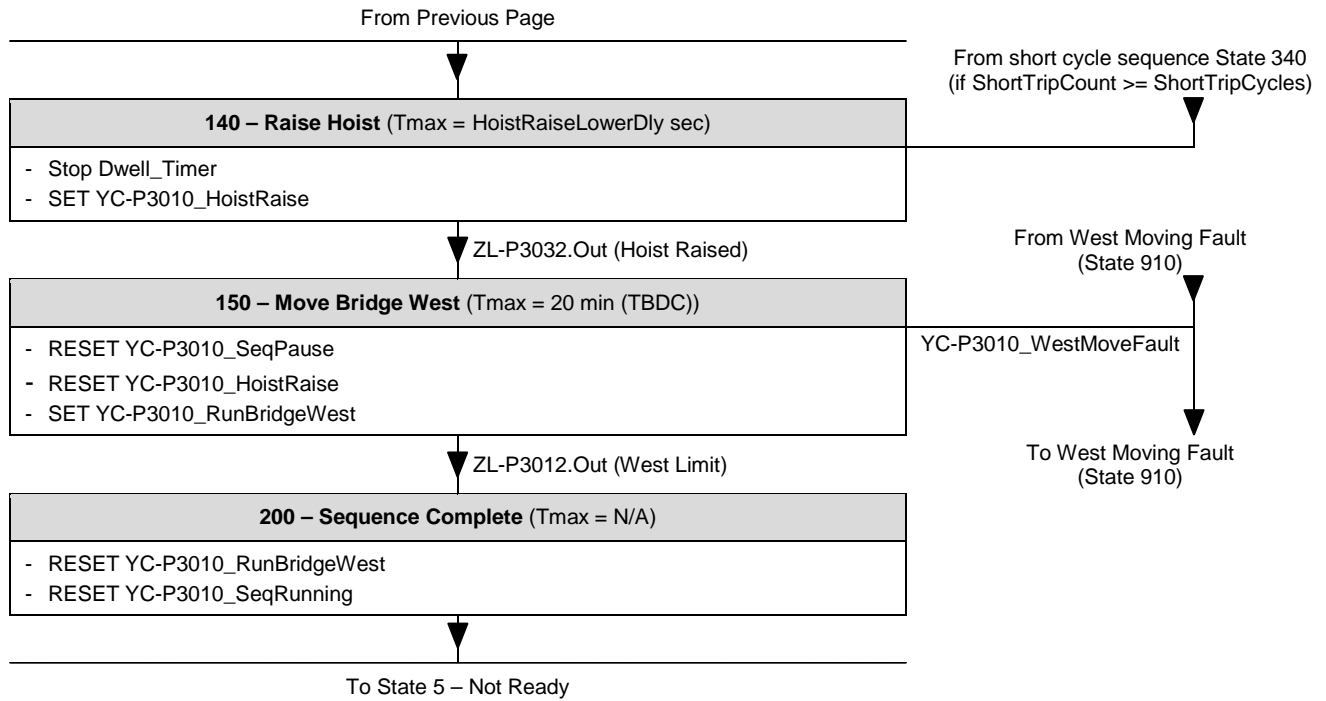 From Previous Page
From short cycle sequence State 340
(if ShortTripCount >= ShortTripCycles)
140 – Raise Hoist (Tmax = HoistRaiseLowerDly sec)
- Stop Dwell_Timer
- SET YC-P3010_HoistRaise
ZL-P3032.Out (Hoist Raised)
From West Moving Fault
(State 910)
150 – Move Bridge West (Tmax = 20 min (TBDC))
- RESET YC-P3010_SeqPause
- RESET YC-P3010_HoistRaise
- SET YC-P3010_RunBridgeWest
YC-P3010_WestMoveFault
ZL-P3012.Out (West Limit)
To West Moving Fault
(State 910)
200 – Sequence Complete (Tmax = N/A)
- RESET YC-P3010_RunBridgeWest
- RESET YC-P3010_SeqRunning
To State 5 – Not Ready